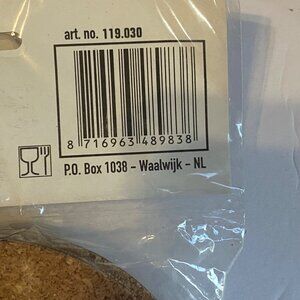 art. no. 119.030
8 716963 489838
P.O. Box 1038 - Waalwijk - NL